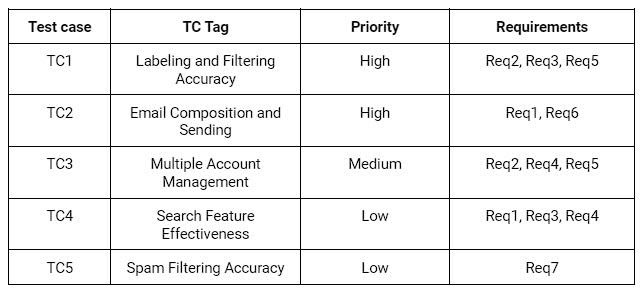 Test case TC Tag Priority Requirements
TC1 Labeling and Filtering Accuracy High Req2, Req3, Req5
TC2 Email Composition and Sending High Req1, Req6
TC3 Multiple Account Management Medium Req2, Req4, Req5
TC4 Search Feature Effectiveness Low Req1, Req3, Req4
TC5 Spam Filtering Accuracy Low Req7